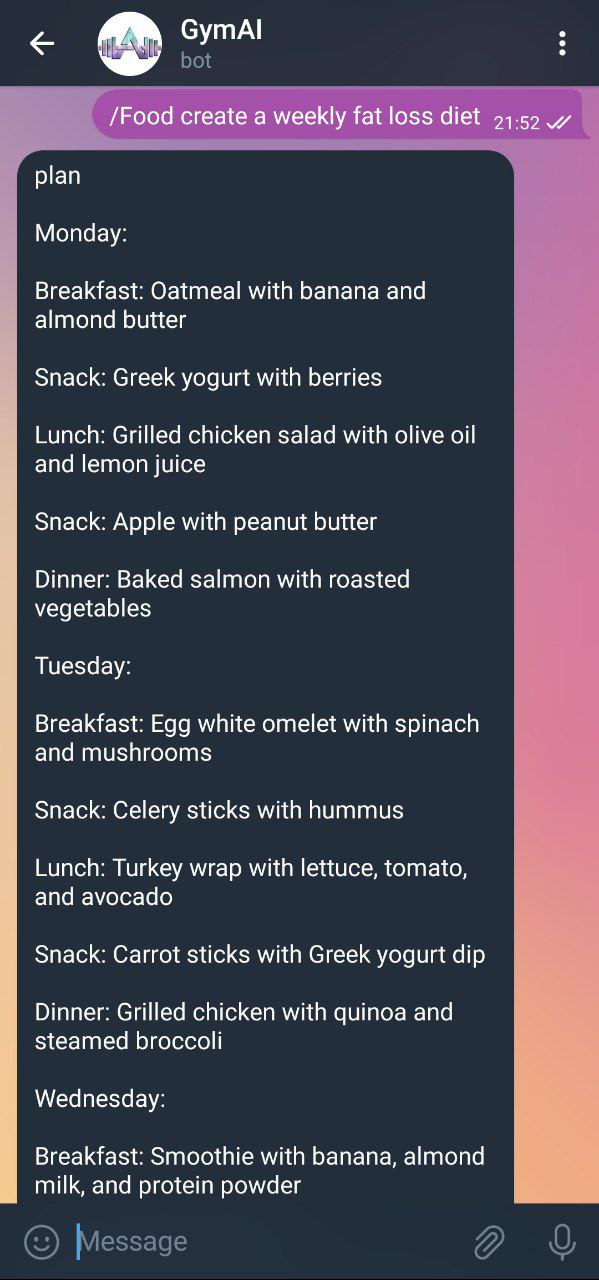 GymAI
bot
/Food create a weekly fat loss diet 21:52
plan
Monday:
Breakfast: Oatmeal with banana and
almond butter
Snack: Greek yogurt with berries
Lunch: Grilled chicken salad with olive oil
and lemon juice
Snack: Apple with peanut butter
Dinner: Baked salmon with roasted
vegetables
Tuesday:
Breakfast: Egg white omelet with spinach
and mushrooms
Snack: Celery sticks with hummus
Lunch: Turkey wrap with lettuce, tomato,
and avocado
Snack: Carrot sticks with Greek yogurt dip
Dinner: Grilled chicken with quinoa and
steamed broccoli
Wednesday:
Breakfast: Smoothie with banana, almond
milk, and protein powder
Message